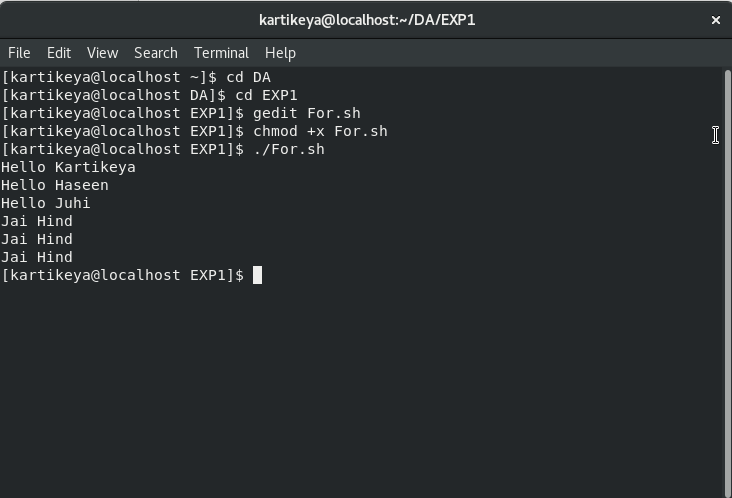 kartikeya@localhost:~/DA/EXP1
File Edit View Search Terminal Help
[kartikeya@localhost ~]$ cd DA
[kartikeya@localhost DA]$ cd EXP1
[kartikeya@localhost EXP1]$ gedit For.sh
[kartikeya@localhost EXP1]$ chmod +x For.sh
[kartikeya@localhost EXP1]$ ./For.sh
Hello Kartikeya
Hello Haseen
Hello Juhi
Jai Hind
Jai Hind
Jai Hind
[kartikeya@localhost EXP1]$